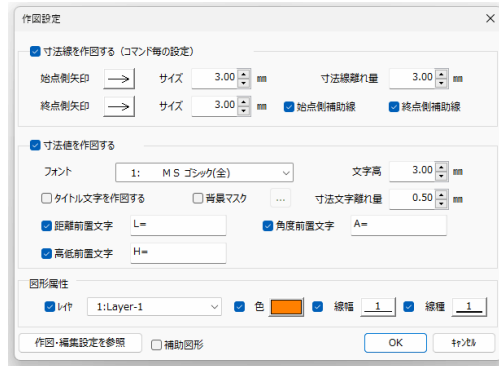 作図設定
寸法線を作図する（コマンド毎の設定）
始点側矢印 サイズ 3.00 mm 寸法線離れ量 3.00 mm
終点側矢印 サイズ 3.00 mm 始点側補助線 終点側補助線
寸法値を作図する
フォント 1: ＭＳ ゴシック(全) 文字高 3.00 mm
タイトル文字を作図する 背景マスク ... 寸法文字離れ量 0.50 mm
距離前置文字 L= 角度前置文字 A=
高低前置文字 H=
図形属性
レイヤ 1:Layer-1 色 線幅 1 線種 1
作図・編集設定を参照 補助図形 OK キャンセル